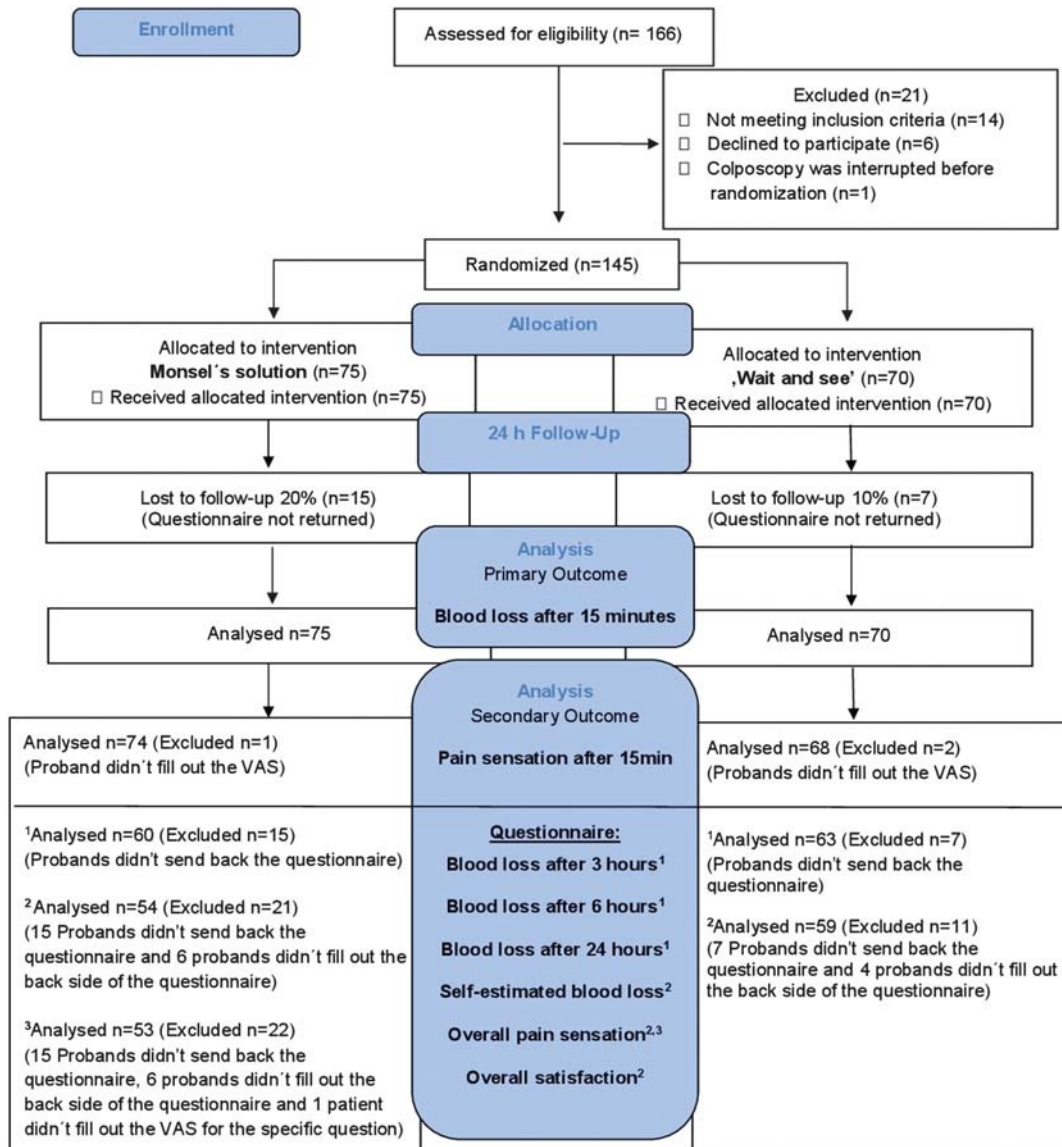 Enrollment
Assessed for eligibility (n= 166)
Excluded (n=21)
□ Not meeting inclusion criteria (n=14)
□ Declined to participate (n=6)
□ Colposcopy was interrupted before
randomization (n=1)
Randomized (n=145)
Allocation
Allocated to intervention
Monsel´s solution (n=75)
□ Received allocated intervention (n=75)
Allocated to intervention
‚Wait and see’ (n=70)
□ Received allocated intervention (n=70)
24 h Follow-Up
Lost to follow-up 20% (n=15)
(Questionnaire not returned)
Lost to follow-up 10% (n=7)
(Questionnaire not returned)
Analysis
Primary Outcome
Blood loss after 15 minutes
Analysed n=75
Analysed n=70
Analysis
Secondary Outcome
Pain sensation after 15min
Analysed n=74 (Excluded n=1)
(Proband didn´t fill out the VAS)
Analysed n=68 (Excluded n=2)
(Probands didn´t fill out the VAS)
¹Analysed n=60 (Excluded n=15)
(Probands didn't send back the questionnaire)
²Analysed n=54 (Excluded n=21)
(15 Probands didn´t send back the
questionnaire and 6 probands didn´t fill out the
back side of the questionnaire)
³Analysed n=53 (Excluded n=22)
(15 Probands didn't send back the
questionnaire, 6 probands didn´t fill out the
back side of the questionnaire and 1 patient
didn´t fill out the VAS for the specific question)
Questionnaire:
Blood loss after 3 hours¹
Blood loss after 6 hours¹
Blood loss after 24 hours¹
Self-estimated blood loss²
Overall pain sensation²,³
Overall satisfaction²
¹Analysed n=63 (Excluded n=7)
(Probands didn't send back the
questionnaire)
²Analysed n=59 (Excluded n=11)
(7 Probands didn´t send back the
questionnaire and 4 probands didn´t fill out
the back side of the questionnaire)